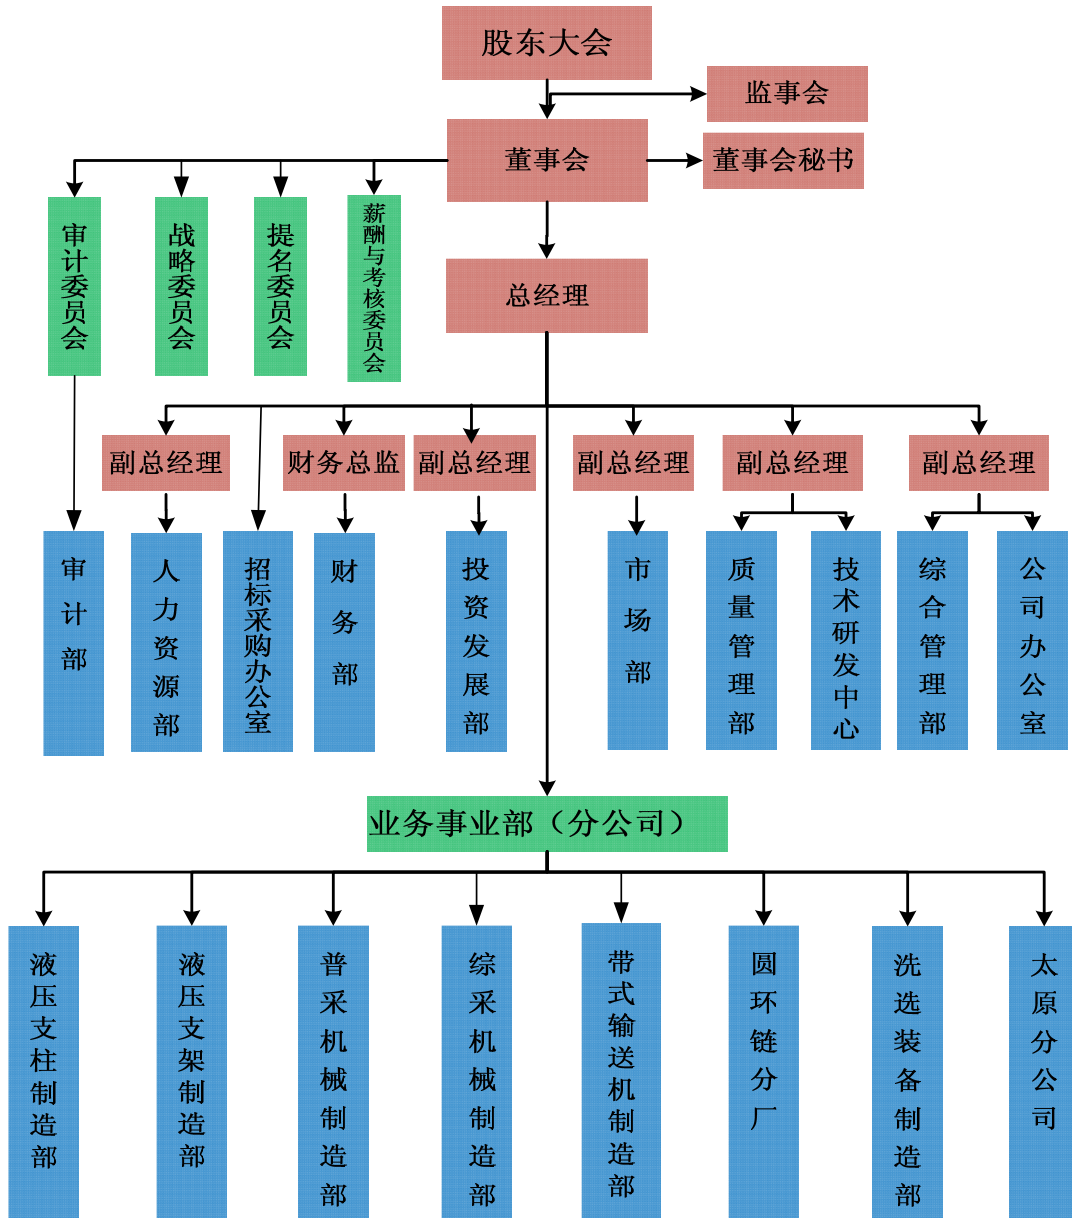 股东大会
监事会
董事会
董事会秘书
审计委员会
战略委员会
提名委员会
薪酬与考核委员会
总经理
副总经理
财务总监
副总经理
副总经理
副总经理
副总经理
审计部
人力资源部
招标采购办公室
财务部
投资发展部
市场部
质量管理部
技术研发中心
综合管理部
公司办公室
业务事业部（分公司）
液压支柱制造部
液压支架制造部
普采机械制造部
综采机械制造部
带式输送机制造部
圆环链分厂
洗选装备制造部
太原分公司